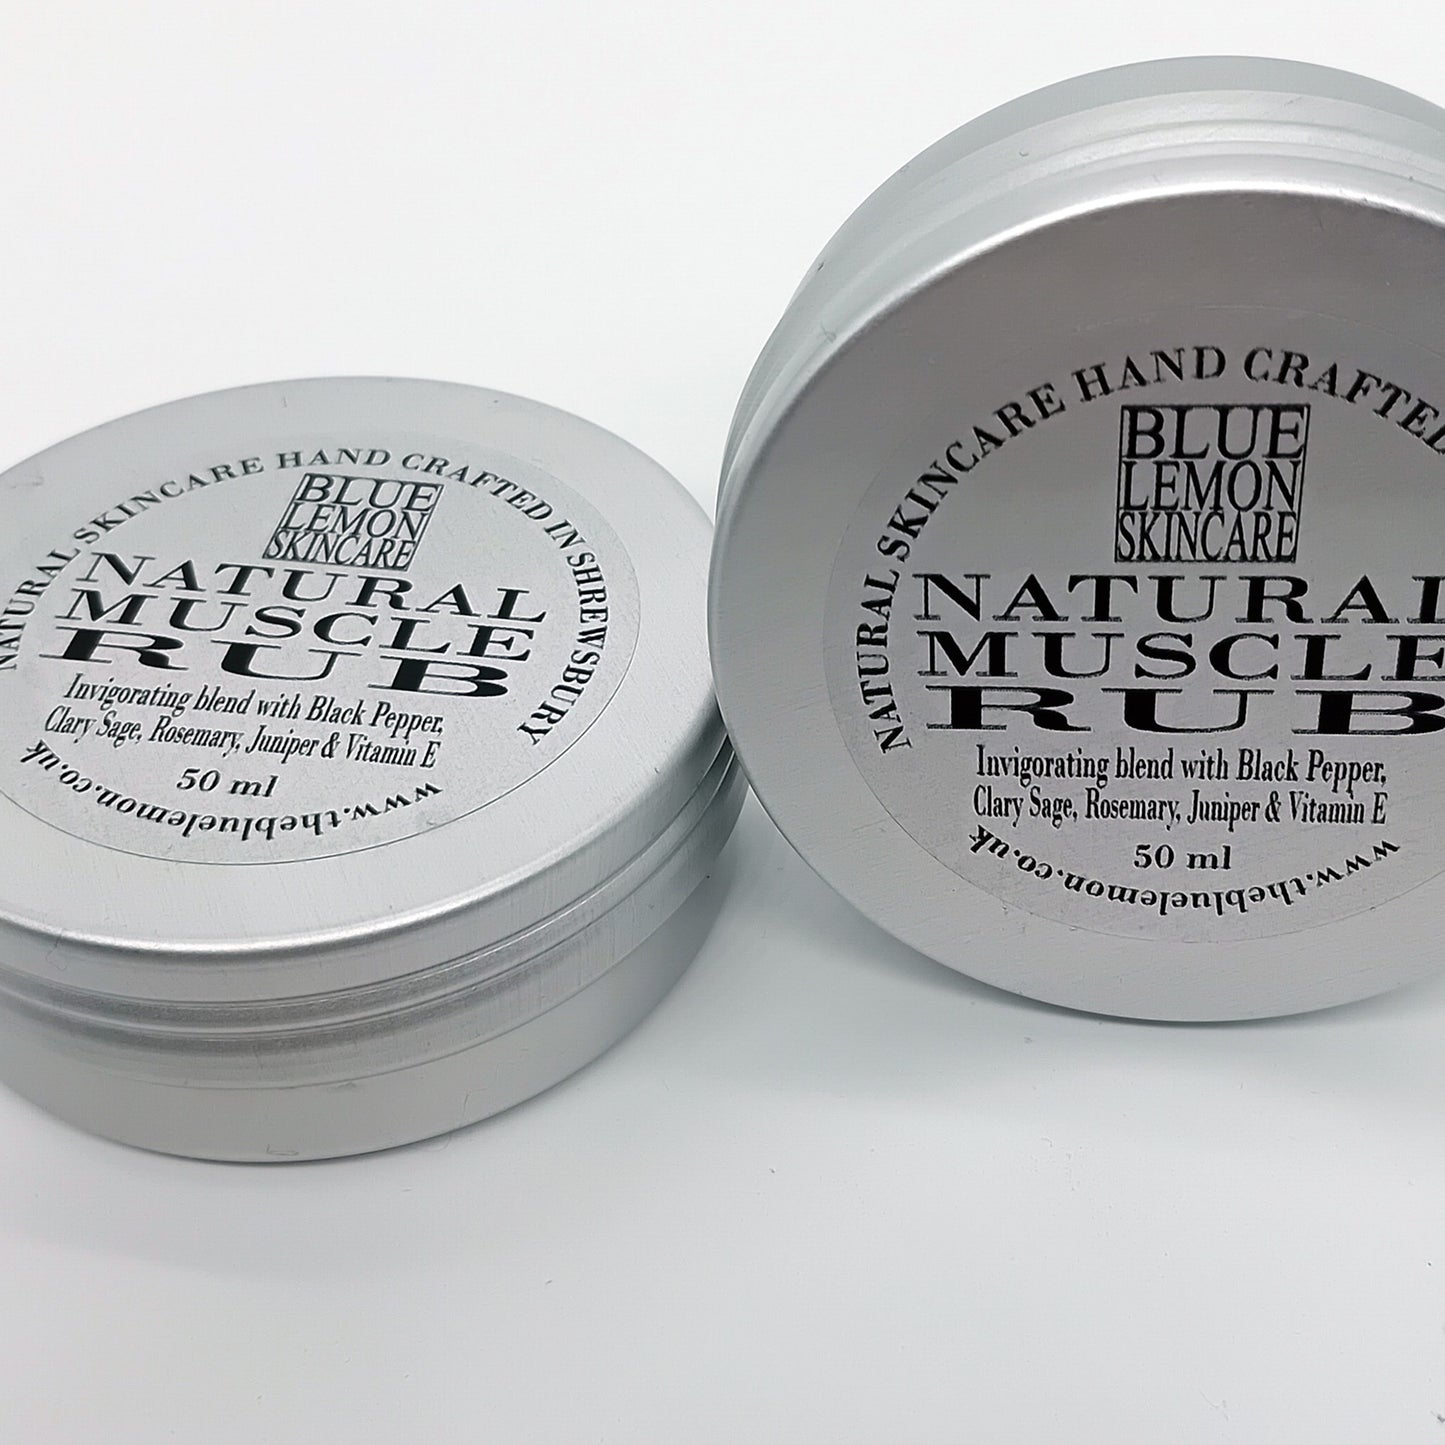 NATURAL SKINCARE HAND CRAFTED IN SHREWSBURY
BLUE
LEMON
SKINCARE
NATURAL
MUSCLE
RUB
Invigorating blend with Black Pepper,
Clary Sage, Rosemary, Juniper & Vitamin E
50 ml
www.thebluelemon.co.uk
NATURAL SKINCARE HAND CRAFTED
BLUE
LEMON
SKINCARE
NATURAL
MUSCLE
RUB
Invigorating blend with Black Pepper,
Clary Sage, Rosemary, Juniper & Vitamin E
50 ml
www.thebluelemon.co.uk